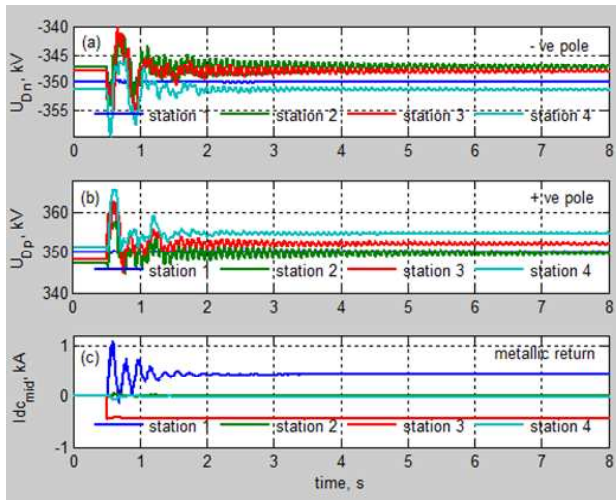 -340
(a)
- ve pole
-345
U_Dn, kV
-350
-355
station 1 station 2 station 3 station 4
0 1 2 3 4 5 6 7 8
(b)
+ve pole
360
U_Dp, kV
350
station 1 station 2 station 3 station 4
340
0 1 2 3 4 5 6 7 8
1
(c)
metallic return
Idc_mid, kA
0
station 1 station 2 station 3 station 4
-1
0 1 2 3 4 5 6 7 8
time, s